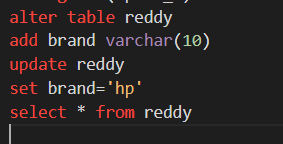 alter table reddy
add brand varchar(10)
update reddy
set brand='hp'
select * from reddy